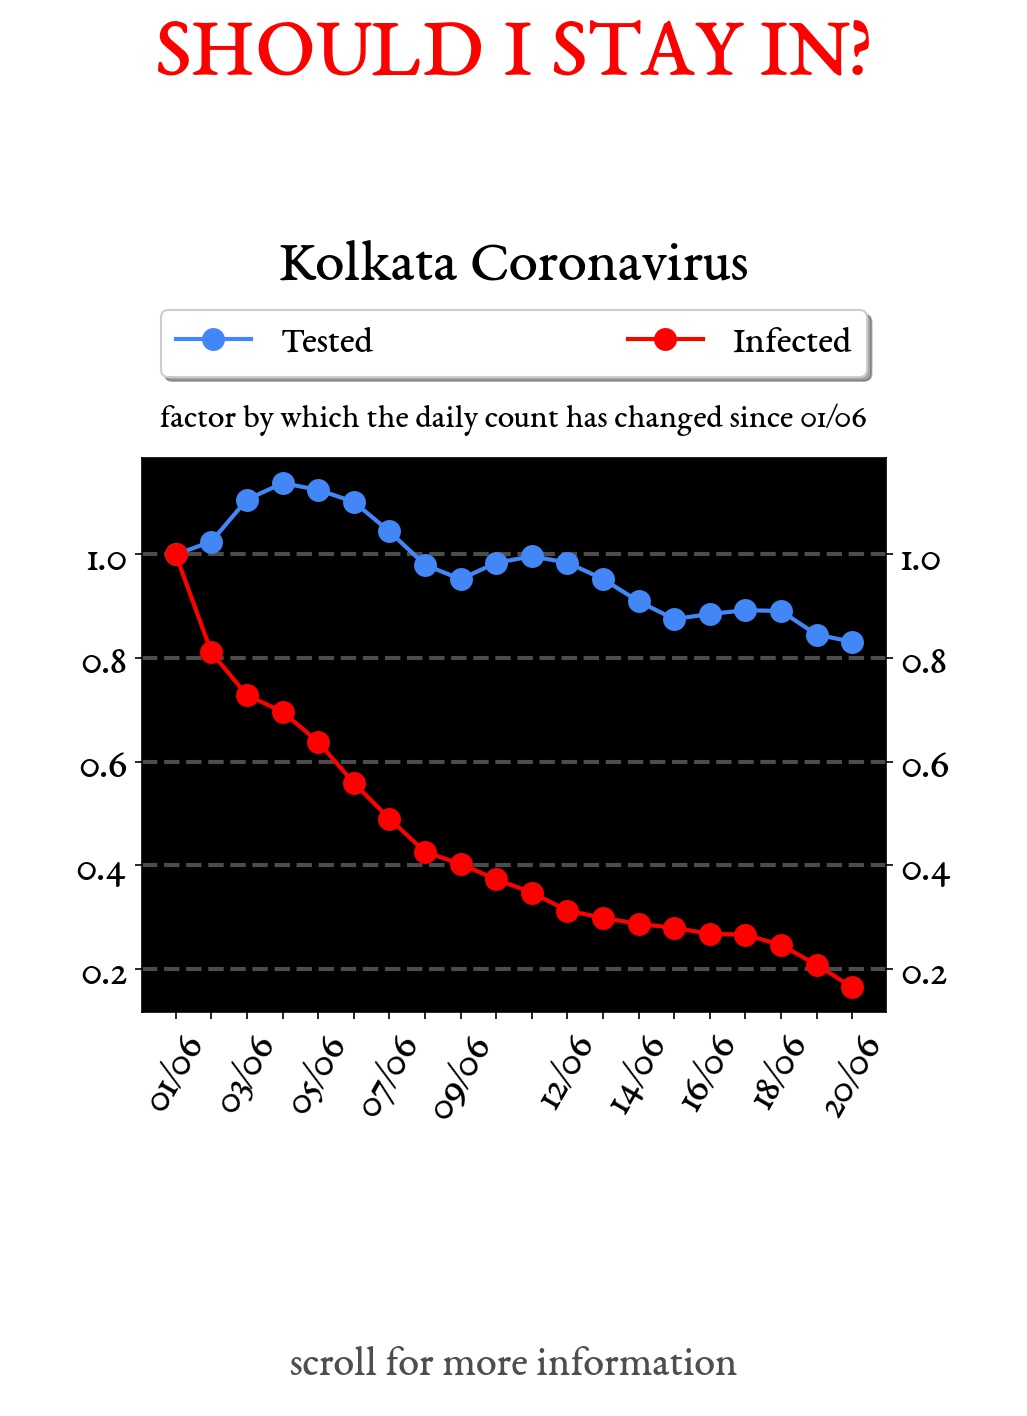 SHOULD I STAY IN?
Kolkata Coronavirus
Tested Infected
factor by which the daily count has changed since 01/06
1.0 1.0
0.8 0.8
0.6 0.6
0.4 0.4
0.2 0.2
01/06 03/06 05/06 07/06 09/06 12/06 14/06 16/06 18/06 20/06
scroll for more information